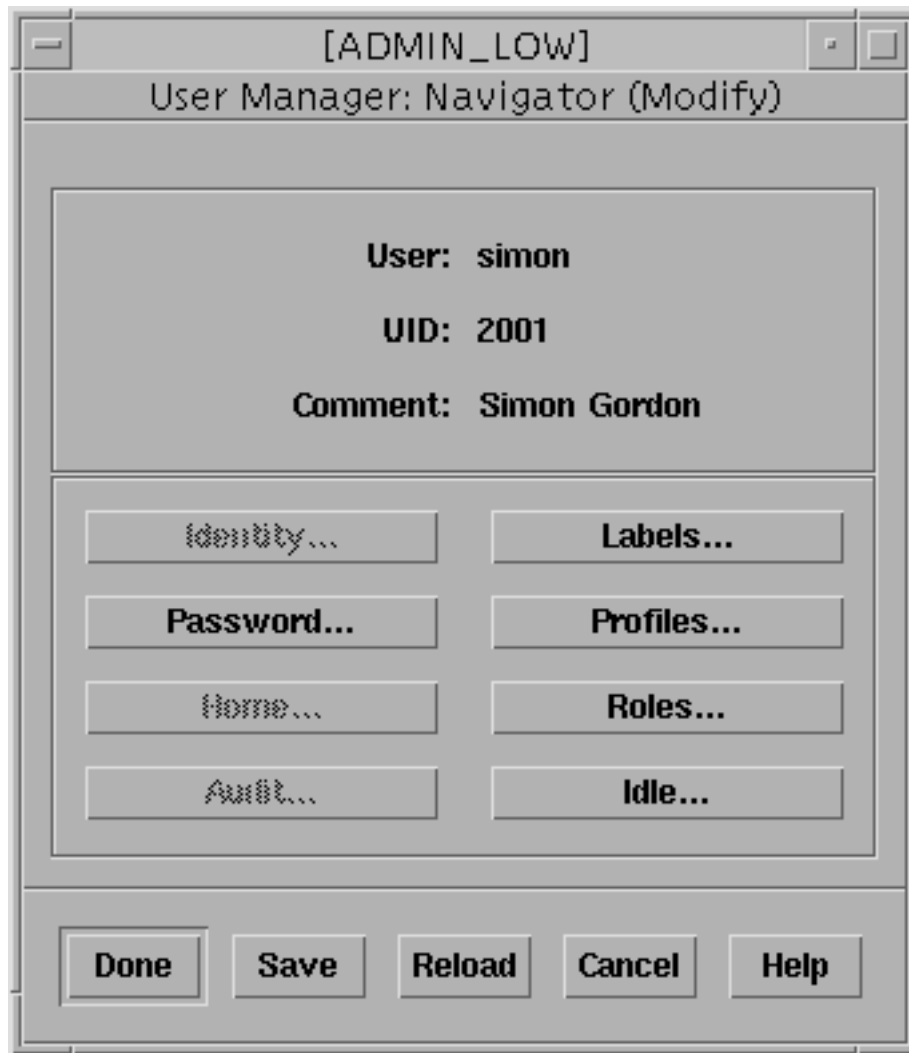 [ADMIN_LOW]
User Manager: Navigator (Modify)
User: simon
UID: 2001
Comment: Simon Gordon
Identity... Labels...
Password... Profiles...
Home... Roles...
Audit... Idle...
Done Save Reload Cancel Help